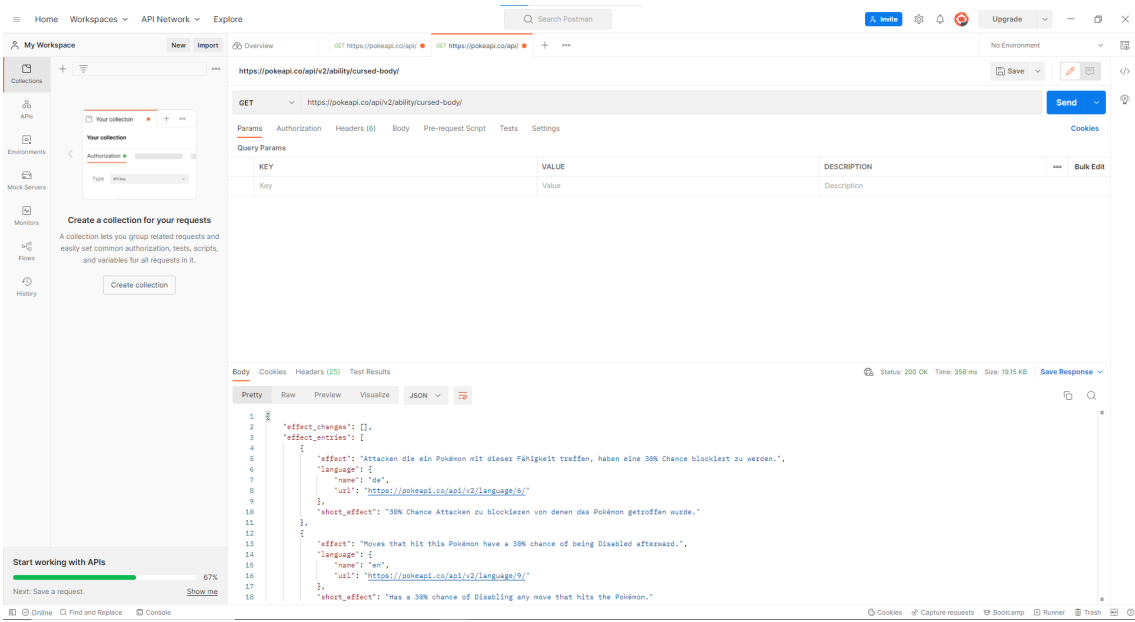 Home Workspaces API Network Explore Search Postman Invite Upgrade
My Workspace New Import Overview GET https://pokeapi.co/api/ GET https://pokeapi.co/api/ No Environment
https://pokeapi.co/api/v2/ability/cursed-body/ Save
GET https://pokeapi.co/api/v2/ability/cursed-body/ Send
Params Authorization Headers (6) Body Pre-request Script Tests Settings Cookies
Query Params
KEY VALUE DESCRIPTION Bulk Edit
Key Value Description
Collections
APIs
Environments
Mock Servers
Monitors
Flows
History
Your collection
Your collection
Authorization
Type API Key
Create a collection for your requests
A collection lets you group related requests and
easily set common authorization, tests, scripts,
and variables for all requests in it.
Create collection
Body Cookies Headers (25) Test Results Status: 200 OK Time: 358 ms Size: 19.15 KB Save Response
Pretty Raw Preview Visualize JSON
1 {
2 "effect_changes": [],
3 "effect_entries": [
4 {
5 "effect": "Attacken die ein Pokémon mit dieser Fähigkeit treffen, haben eine 30% Chance blockiert zu werden.",
6 "language": {
7 "name": "de",
8 "url": "https://pokeapi.co/api/v2/language/6/"
9 },
10 "short_effect": "30% Chance Attacken zu blockieren von denen das Pokémon getroffen wurde."
11 },
12 {
13 "effect": "Moves that hit this Pokémon have a 30% chance of being Disabled afterward.",
14 "language": {
15 "name": "en",
16 "url": "https://pokeapi.co/api/v2/language/9/"
17 },
18 "short_effect": "Has a 30% chance of Disabling any move that hits the Pokémon."
Start working with APIs
67%
Next: Save a request. Show me
Online Find and Replace Console Cookies Capture requests Bootcamp Runner Trash